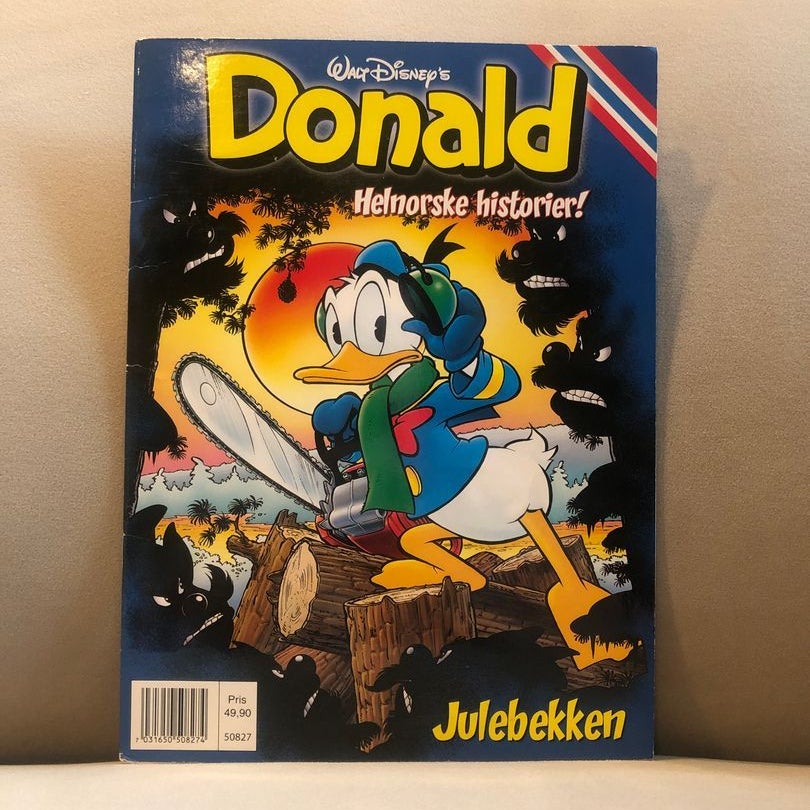 WALT DISNEY'S
Donald
Helnorske historier!
Julebekken
Pris
49,90
7 031650 508274
50827